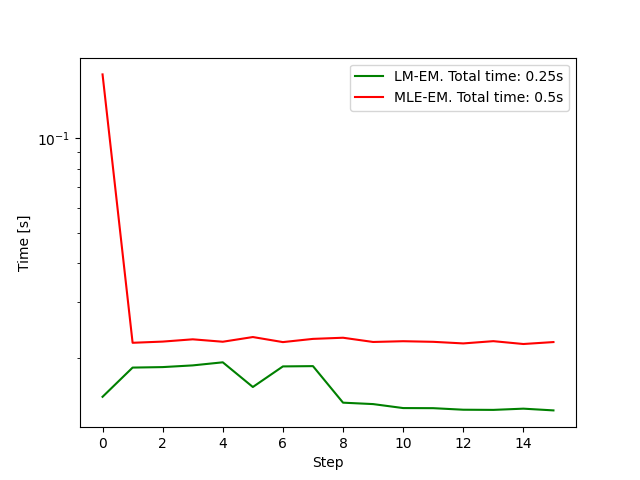 LM-EM. Total time: 0.25s
MLE-EM. Total time: 0.5s
10⁻¹
Time [s]
0 2 4 6 8 10 12 14
Step